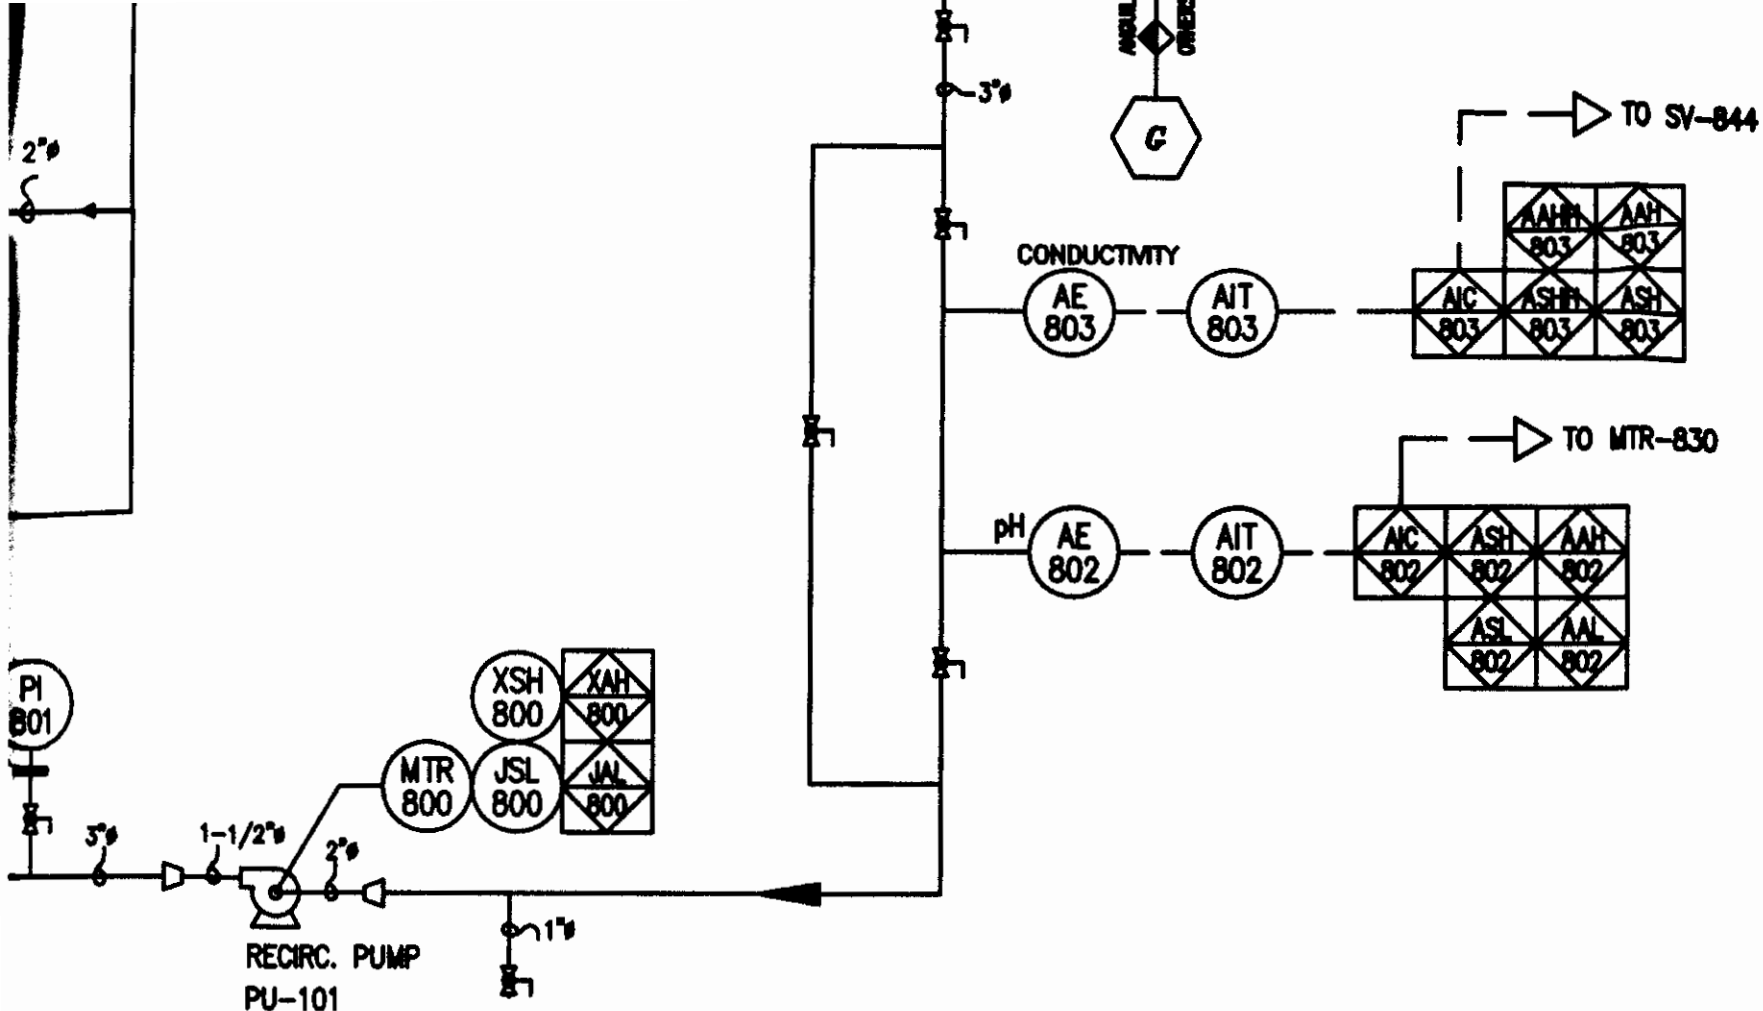 ANGUIL
OTHERS
3"ø
G
TO SV-844
2"ø
AAHH
803
AAH
803
CONDUCTIVITY
AE
803
AIT
803
AIC
803
ASHH
803
ASH
803
TO MTR-830
pH
AE
802
AIT
802
AIC
802
ASH
802
AAH
802
ASL
802
AAL
802
PI
801
XSH
800
XAH
800
MTR
800
JSL
800
JAL
800
3"ø
1-1/2"ø
2"ø
1"ø
RECIRC. PUMP
PU-101